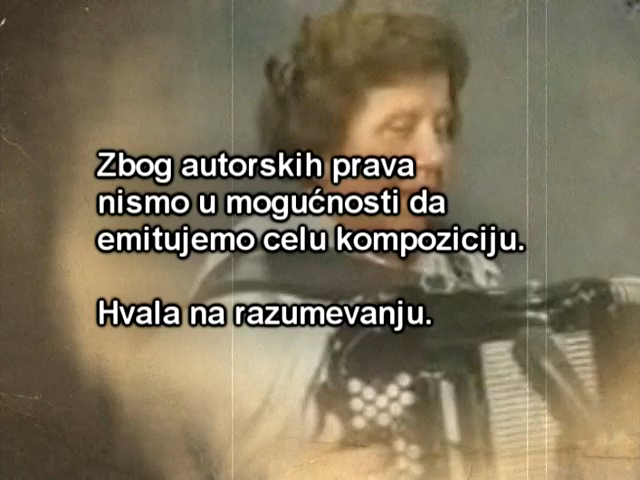 Zbog autorskih prava
nismo u mogućnosti da
emitujemo celu kompoziciju.
Hvala na razumevanju.